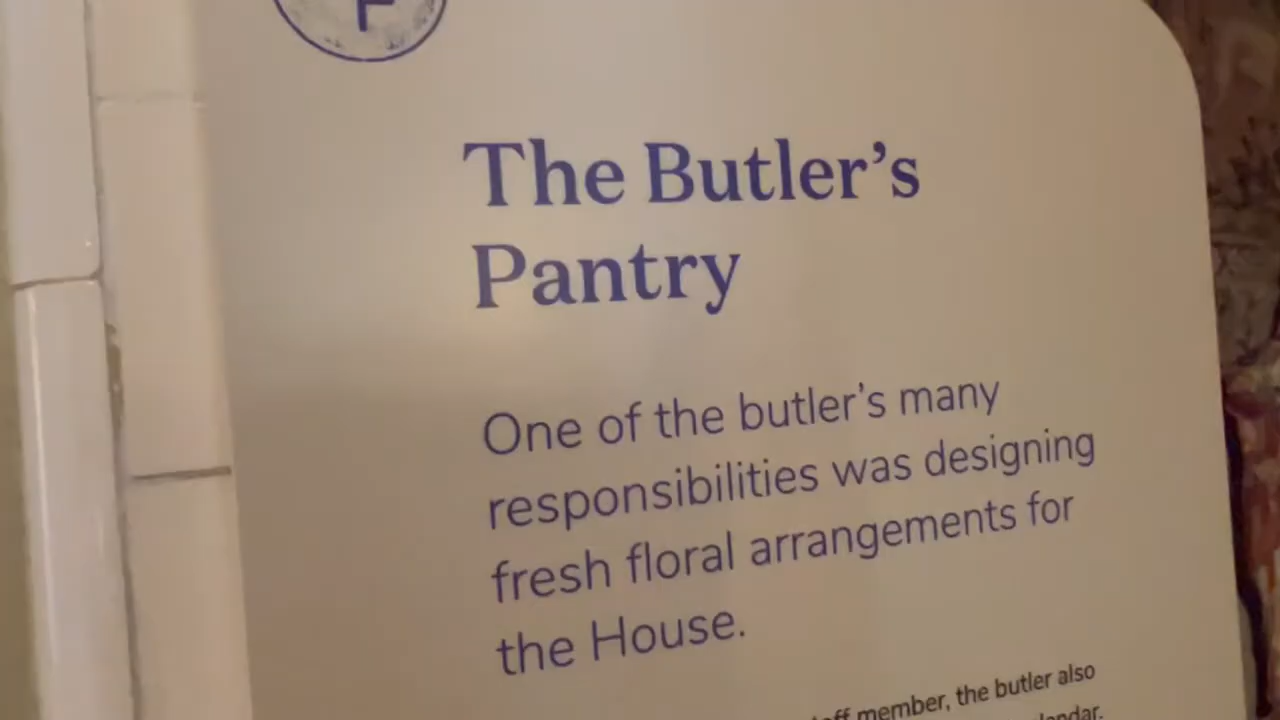 The Butler's
Pantry
One of the butler's many
responsibilities was designing
fresh floral arrangements for
the House.
member, the butler also